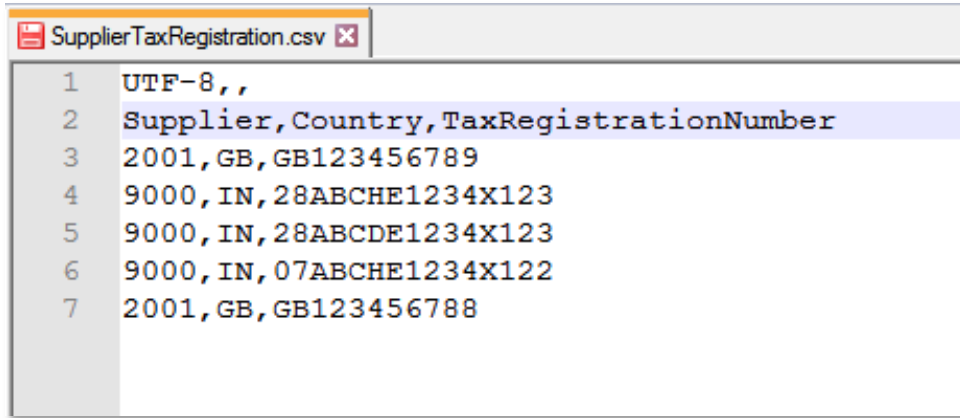 SupplierTaxRegistration.csv
1 UTF-8,,
2 Supplier,Country,TaxRegistrationNumber
3 2001,GB,GB123456789
4 9000,IN,28ABCHE1234X123
5 9000,IN,28ABCDE1234X123
6 9000,IN,07ABCHE1234X122
7 2001,GB,GB123456788